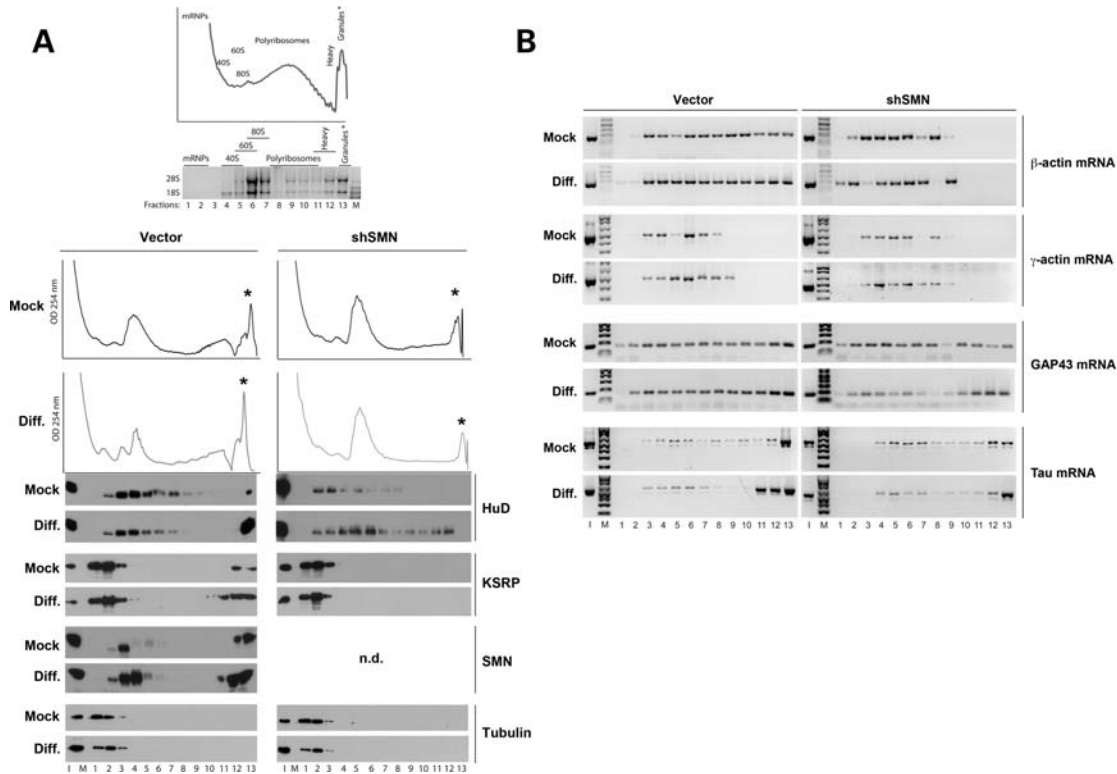 A
mRNPs
40S
60S
80S
Polyribosomes
Heavy
Granules *
80S
60S
mRNPs 40S Polyribosomes Heavy Granules *
28S
18S
Fractions: 1 2 3 4 5 6 7 8 9 10 11 12 13 M
Vector shSMN
Mock OD 254 nm * *
Diff. OD 254 nm * *
Mock
HuD
Diff.
Mock
KSRP
Diff.
Mock
n.d.
SMN
Diff.
Mock
Tubulin
Diff.
I M 1 2 3 4 5 6 7 8 9 10 11 12 13 I M 1 2 3 4 5 6 7 8 9 10 11 12 13
B
Vector shSMN
Mock
β-actin mRNA
Diff.
Mock
γ-actin mRNA
Diff.
Mock
GAP43 mRNA
Diff.
Mock
Tau mRNA
Diff.
I M 1 2 3 4 5 6 7 8 9 10 11 12 13 I M 1 2 3 4 5 6 7 8 9 10 11 12 13